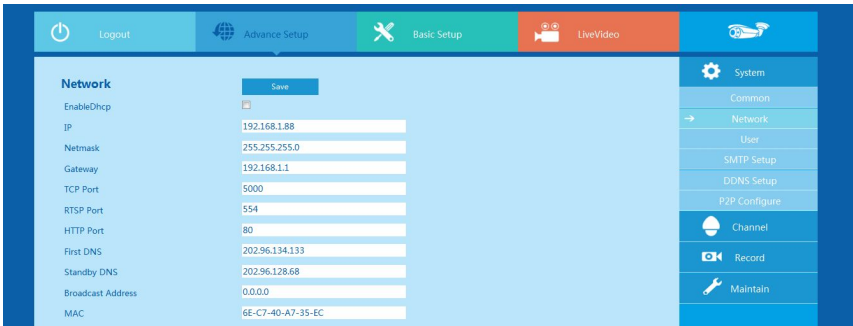 Logout
Advance Setup
Basic Setup
LiveVideo
Network
Save
EnableDhcp
IP 192.168.1.88
Netmask 255.255.255.0
Gateway 192.168.1.1
TCP Port 5000
RTSP Port 554
HTTP Port 80
First DNS 202.96.134.133
Standby DNS 202.96.128.68
Broadcast Address 0.0.0.0
MAC 6E-C7-40-A7-35-EC
System
Common
Network
User
SMTP Setup
DDNS Setup
P2P Configure
Channel
Record
Maintain